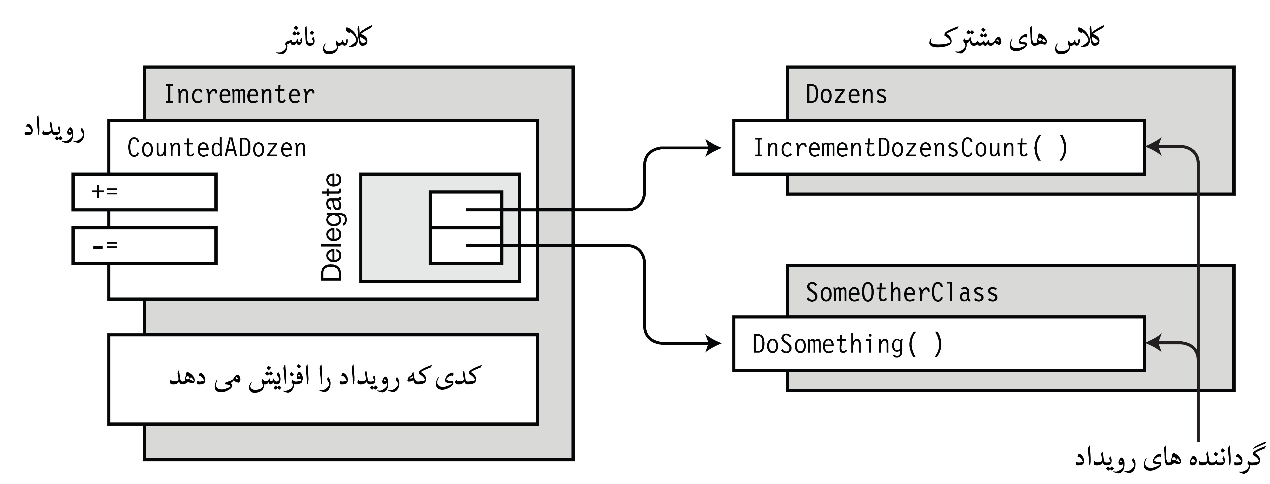 کلاس ناشر
کلاس های مشترک
Incrementer
رویداد
CountedADozen
+=
-=
Delegate
کدی که رویداد را افزایش می دهد
Dozens
IncrementDozensCount( )
SomeOtherClass
DoSomething( )
گرداننده های رویداد